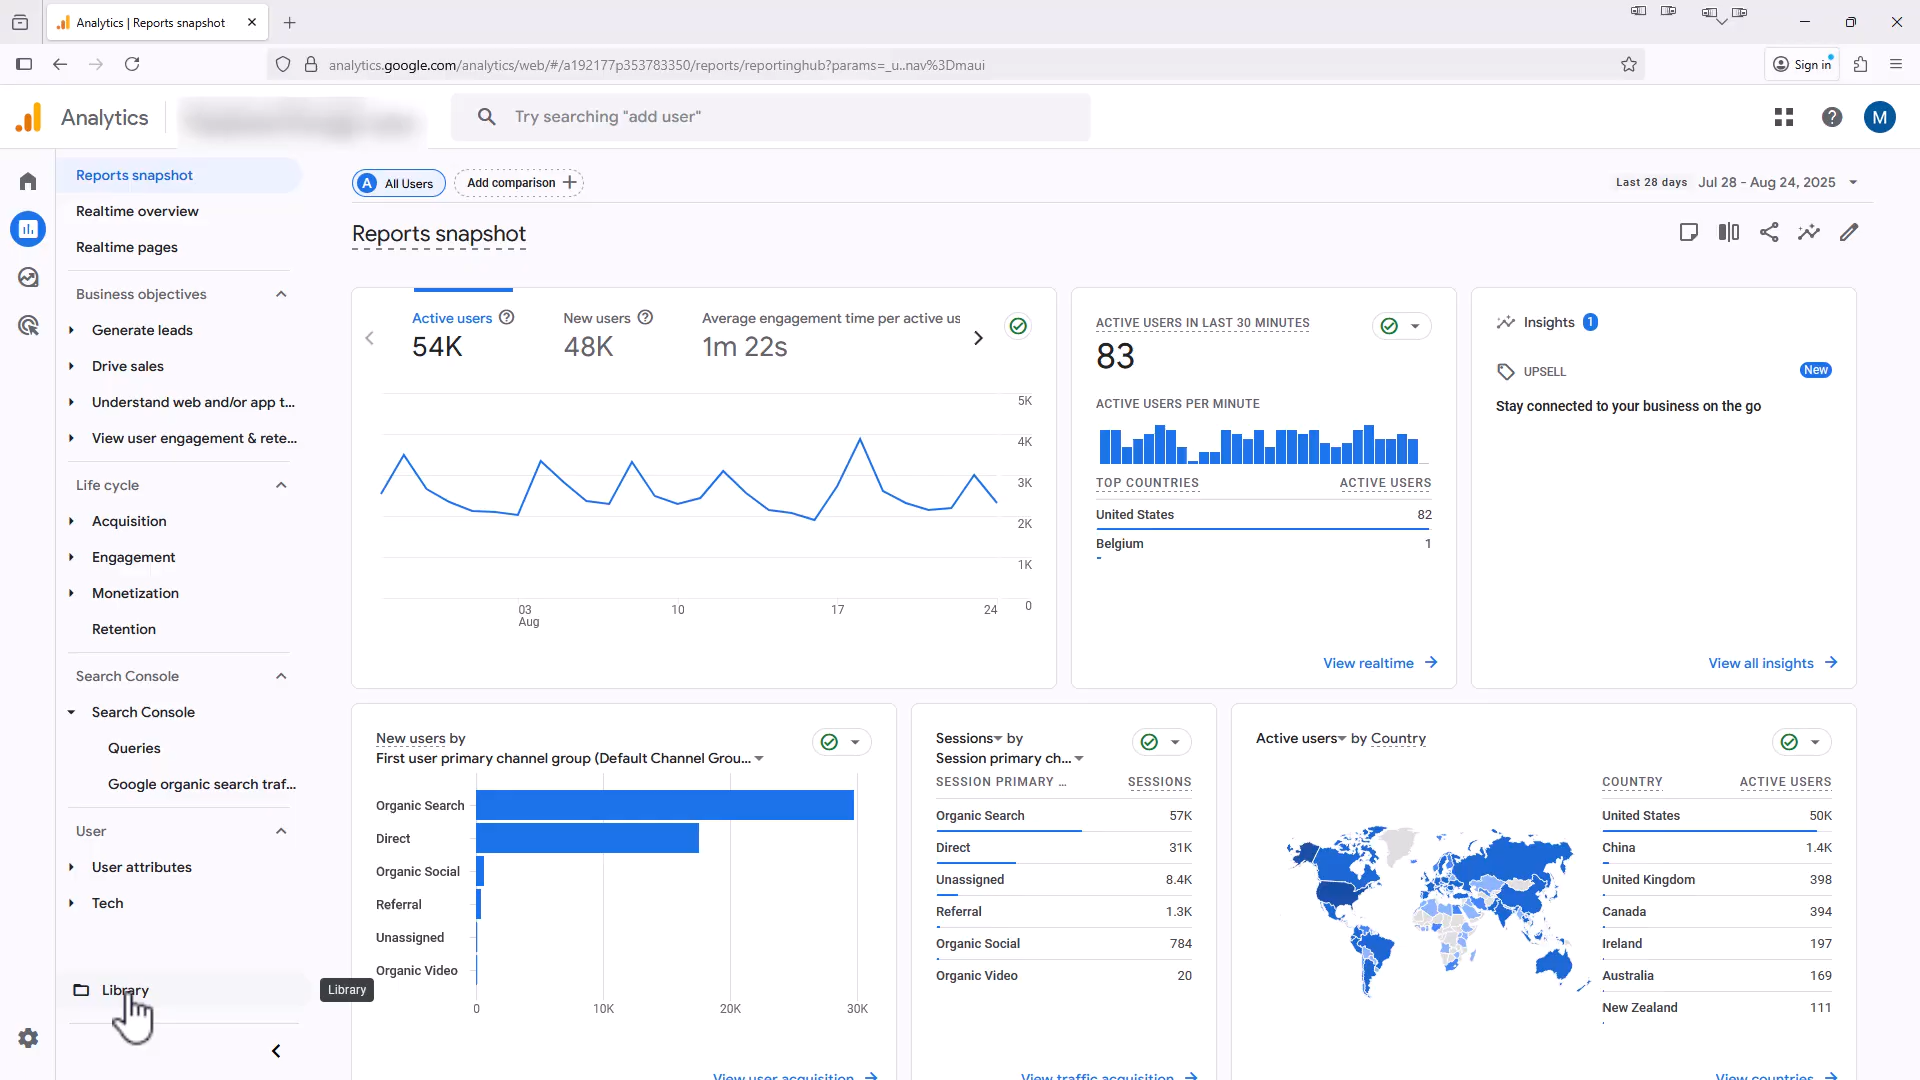 Analytics | Reports snapshot
analytics.google.com/analytics/web/#/a192177p353783350/reports/reportinghub?params=_u..nav%3Dmaui
Sign in
Analytics
Try searching "add user"
M
Reports snapshot
Realtime overview
Realtime pages
Business objectives
Generate leads
Drive sales
Understand web and/or app t...
View user engagement & rete...
Life cycle
Acquisition
Engagement
Monetization
Retention
Search Console
Search Console
Queries
Google organic search traf...
User
User attributes
Tech
Library
Library
A All Users
Add comparison
Last 28 days Jul 28 - Aug 24, 2025
Reports snapshot
Active users
54K
New users
48K
Average engagement time per active us
1m 22s
5K
4K
3K
2K
1K
0
03
Aug
10
17
24
ACTIVE USERS IN LAST 30 MINUTES
83
ACTIVE USERS PER MINUTE
TOP COUNTRIES ACTIVE USERS
United States 82
Belgium 1
View realtime
Insights 1
UPSELL New
Stay connected to your business on the go
View all insights
New users by
First user primary channel group (Default Channel Grou...
Organic Search
Direct
Organic Social
Referral
Unassigned
Organic Video
0 10K 20K 30K
View user acquisition
Sessions by
Session primary ch...
SESSION PRIMARY ... SESSIONS
Organic Search 57K
Direct 31K
Unassigned 8.4K
Referral 1.3K
Organic Social 784
Organic Video 20
View traffic acquisition
Active users by Country
COUNTRY ACTIVE USERS
United States 50K
China 1.4K
United Kingdom 398
Canada 394
Ireland 197
Australia 169
New Zealand 111
View countries